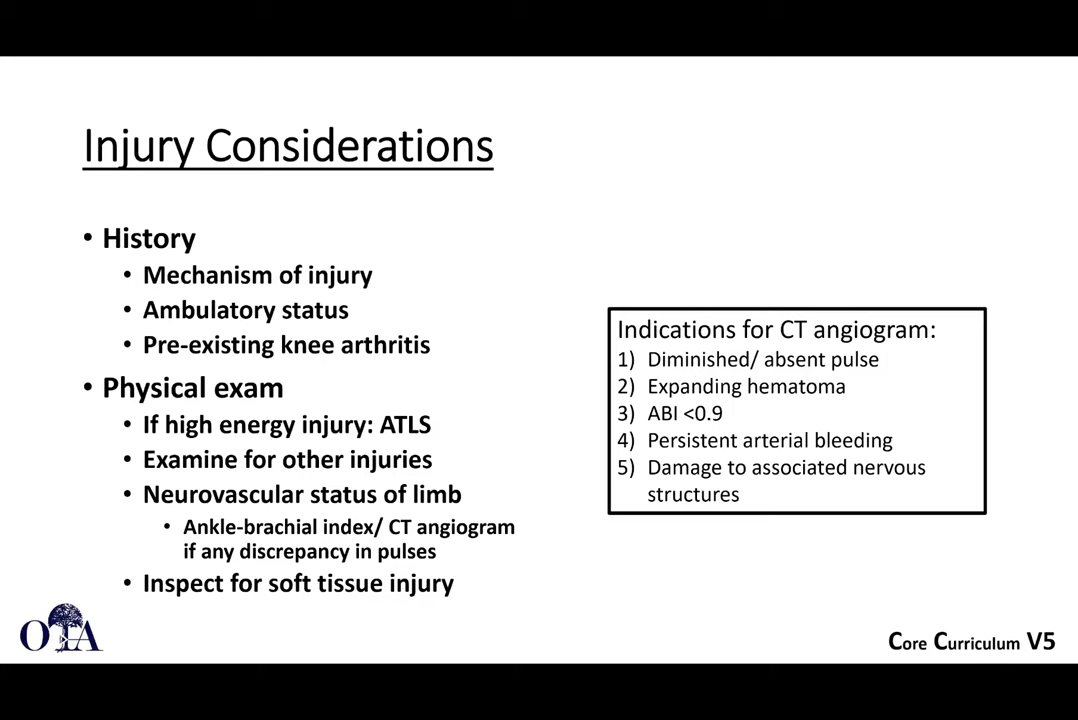 Injury Considerations
• History
• Mechanism of injury
• Ambulatory status
• Pre-existing knee arthritis
• Physical exam
• If high energy injury: ATLS
• Examine for other injuries
• Neurovascular status of limb
• Ankle-brachial index/ CT angiogram
if any discrepancy in pulses
• Inspect for soft tissue injury
Indications for CT angiogram:
1) Diminished/ absent pulse
2) Expanding hematoma
3) ABI <0.9
4) Persistent arterial bleeding
5) Damage to associated nervous
structures
OTA
Core Curriculum V5